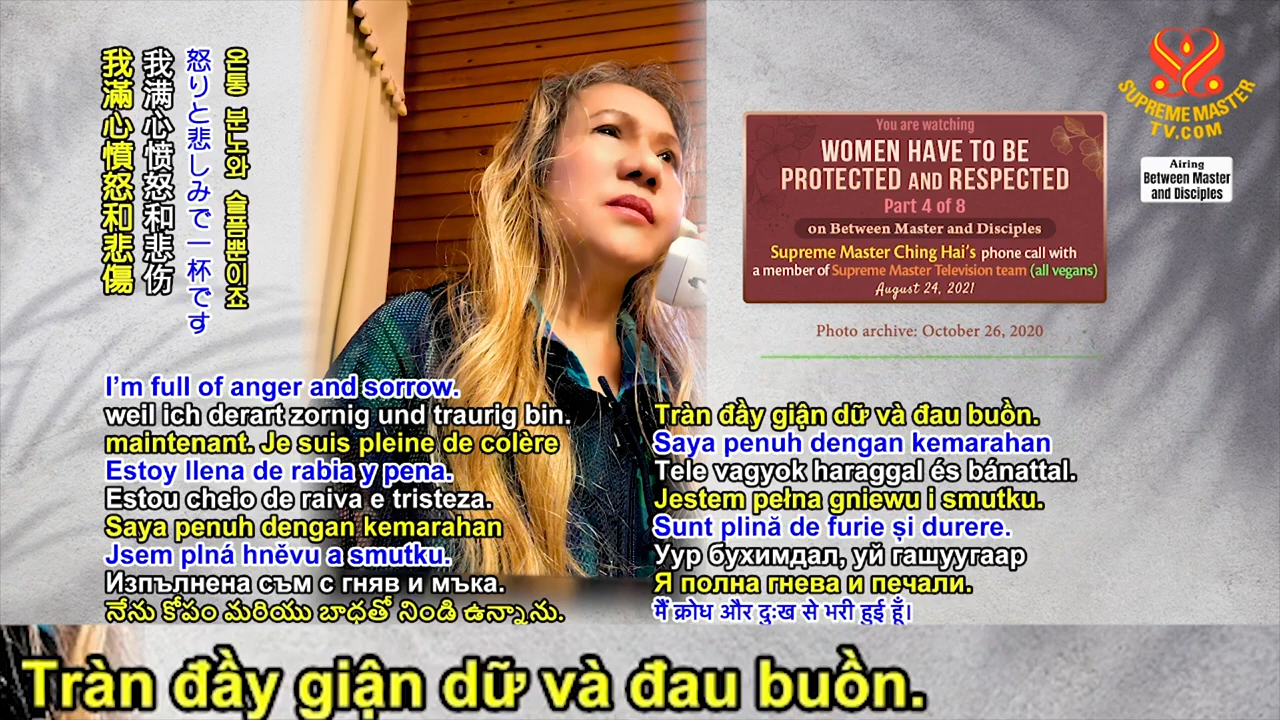 我滿心憤怒和悲傷
我满心愤怒和悲伤
怒りと悲しみで一杯です
온통 분노와 슬픔뿐이죠
SUPREME MASTER
TV.COM
Airing
Between Master
and Disciples
You are watching
WOMEN HAVE TO BE
PROTECTED AND RESPECTED
Part 4 of 8
on Between Master and Disciples
Supreme Master Ching Hai's phone call with
a member of Supreme Master Television team (all vegans)
August 24, 2021
Photo archive: October 26, 2020
I'm full of anger and sorrow.
weil ich derart zornig und traurig bin.
maintenant. Je suis pleine de colère
Estoy llena de rabia y pena.
Estou cheio de raiva e tristeza.
Saya penuh dengan kemarahan
Jsem plná hněvu a smutku.
Изпълнена съм с гняв и мъка.
నేను కోపం మరియు బాధతో నిండి ఉన్నాను.
Tràn đầy giận dữ và đau buồn.
Saya penuh dengan kemarahan
Tele vagyok haraggal és bánattal.
Jestem pełna gniewu i smutku.
Sunt plină de furie și durere.
Уур бухимдал, уй гашуугаар
Я полна гнева и печали.
मैं क्रोध और दुःख से भरी हुई हूँ।
Tràn đầy giận dữ và đau buồn.